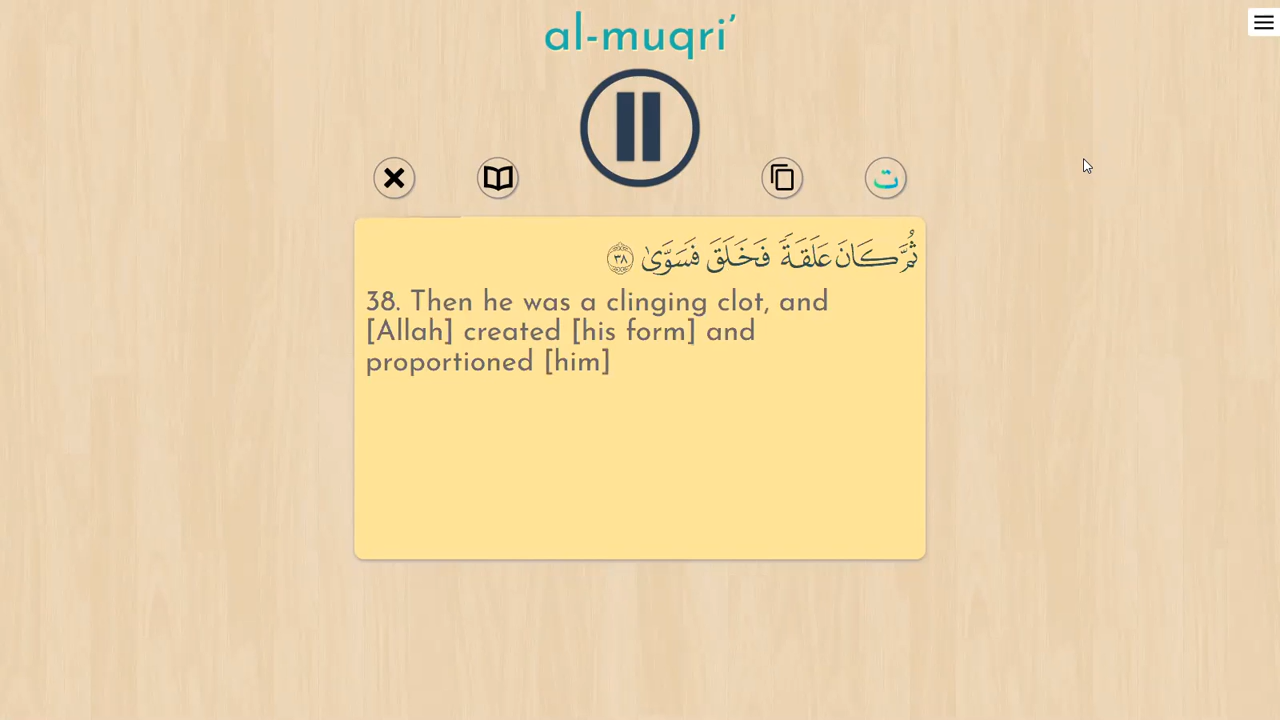 al-muqri’
ت
ثُمَّ كَانَ عَلَقَةً فَخَلَقَ فَسَوَّىٰ ٣٨
38. Then he was a clinging clot, and
[Allah] created [his form] and
proportioned [him]